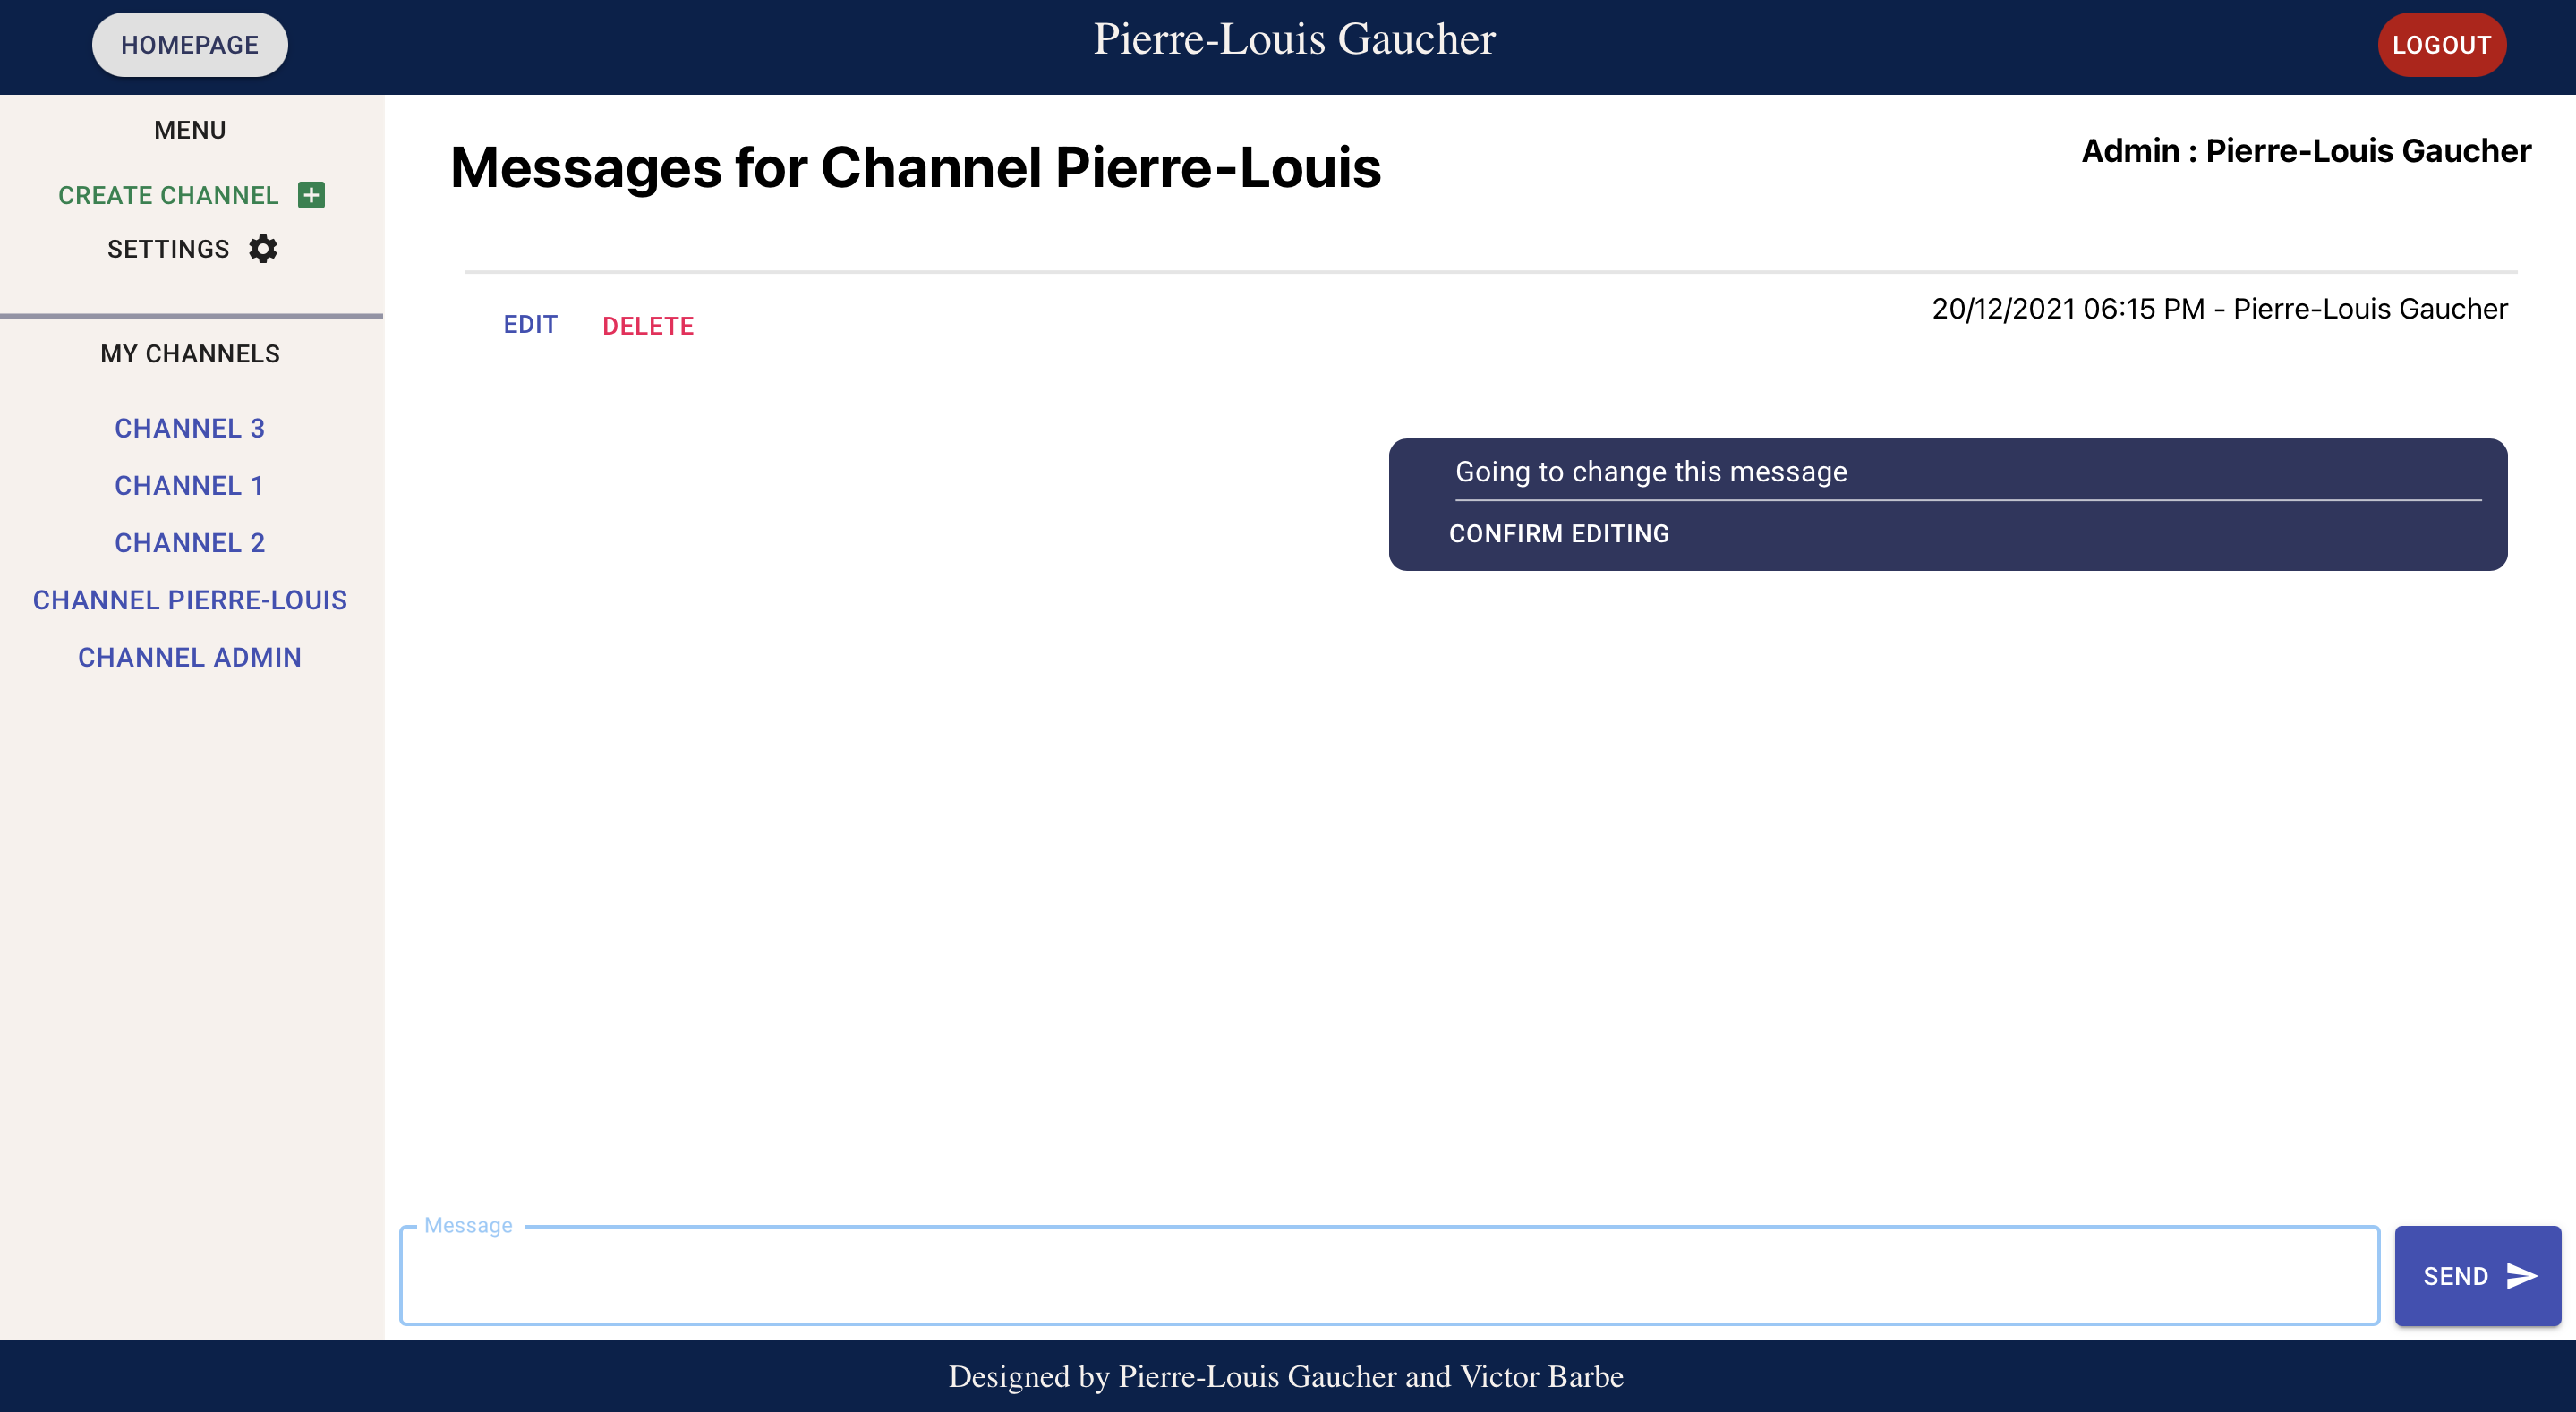 HOMEPAGE
Pierre-Louis Gaucher
LOGOUT
MENU
CREATE CHANNEL
SETTINGS
MY CHANNELS
CHANNEL 3
CHANNEL 1
CHANNEL 2
CHANNEL PIERRE-LOUIS
CHANNEL ADMIN
Messages for Channel Pierre-Louis
Admin : Pierre-Louis Gaucher
EDIT DELETE
20/12/2021 06:15 PM - Pierre-Louis Gaucher
Going to change this message
CONFIRM EDITING
Message
SEND
Designed by Pierre-Louis Gaucher and Victor Barbe